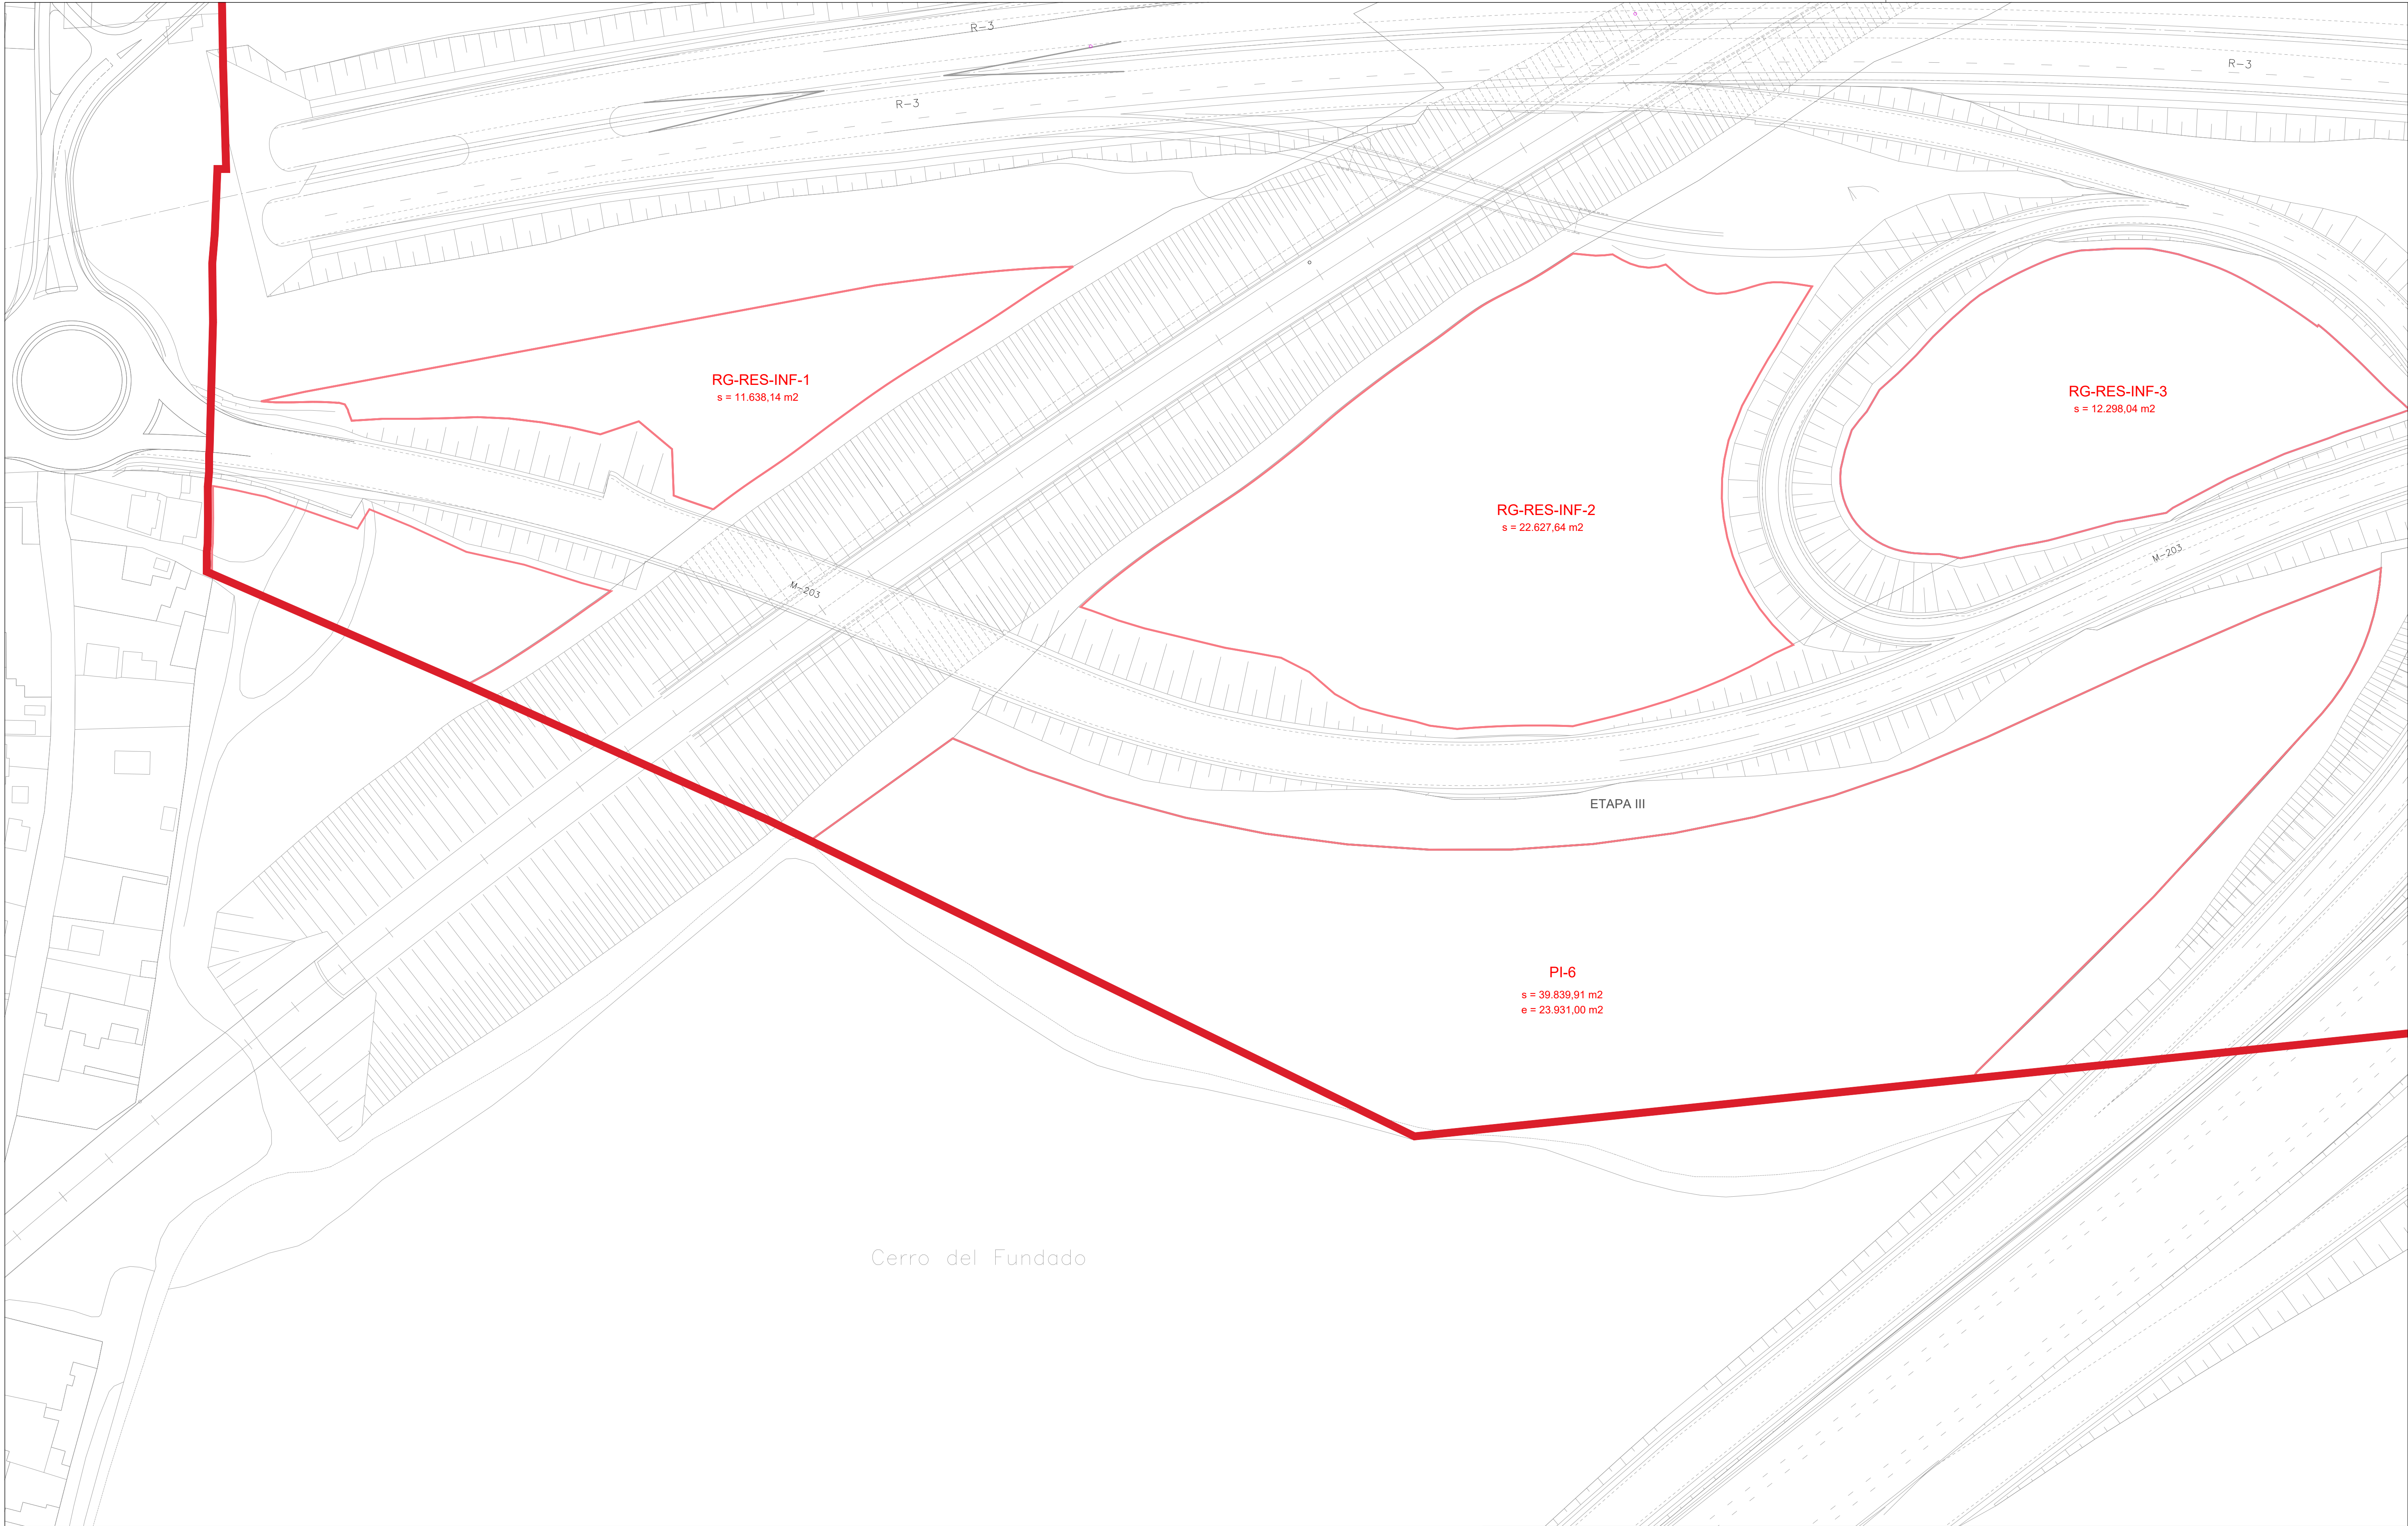 R-3
R-3
R-3
RG-RES-INF-1
s = 11.638,14 m2
RG-RES-INF-3
s = 12.298,04 m2
RG-RES-INF-2
s = 22.627,64 m2
M-203
M-203
ETAPA III
PI-6
s = 39.839,91 m2
e = 23.931,00 m2
Cerro del Fundado